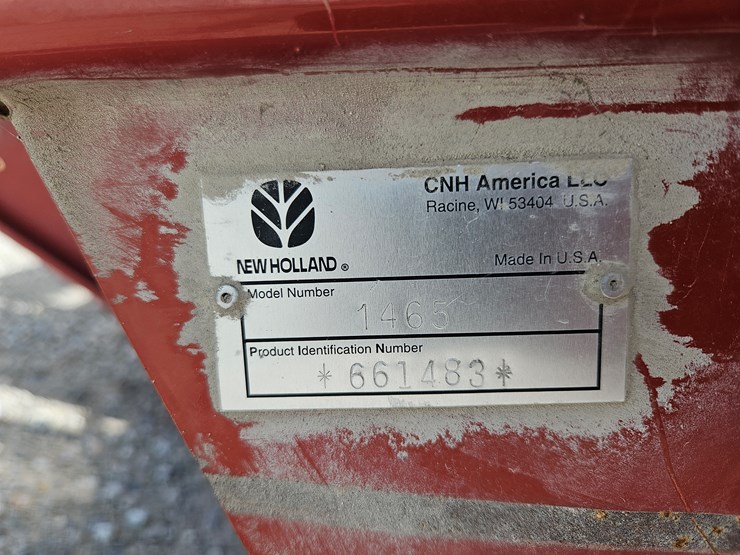 CNH America LLC
Racine, WI 53404 U.S.A.
NEW HOLLAND ®
Made In U.S.A.
Model Number
1465
Product Identification Number
*661483*